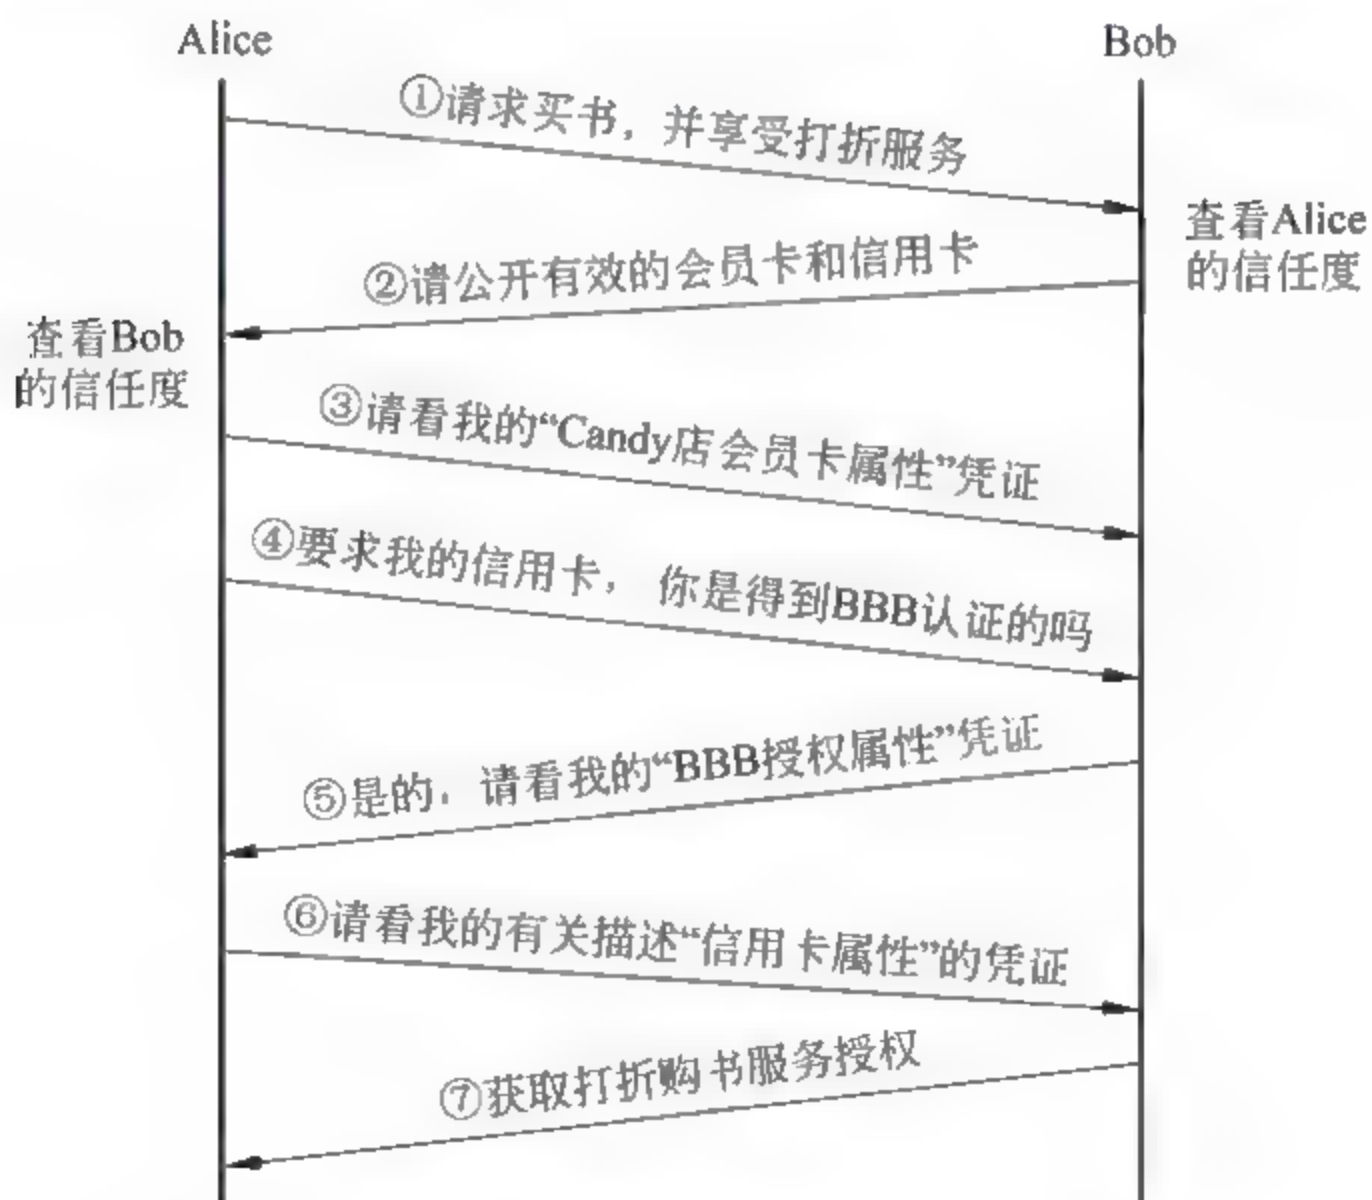 Alice
Bob
①请求买书，并享受打折服务
查看Alice
的信任度
②请公开有效的会员卡和信用卡
查看Bob
的信任度
③请看我的“Candy店会员卡属性”凭证
④要求我的信用卡，你是得到BBB认证的吗
⑤是的，请看我的“BBB授权属性”凭证
⑥请看我的有关描述“信用卡属性”的凭证
⑦获取打折购书服务授权